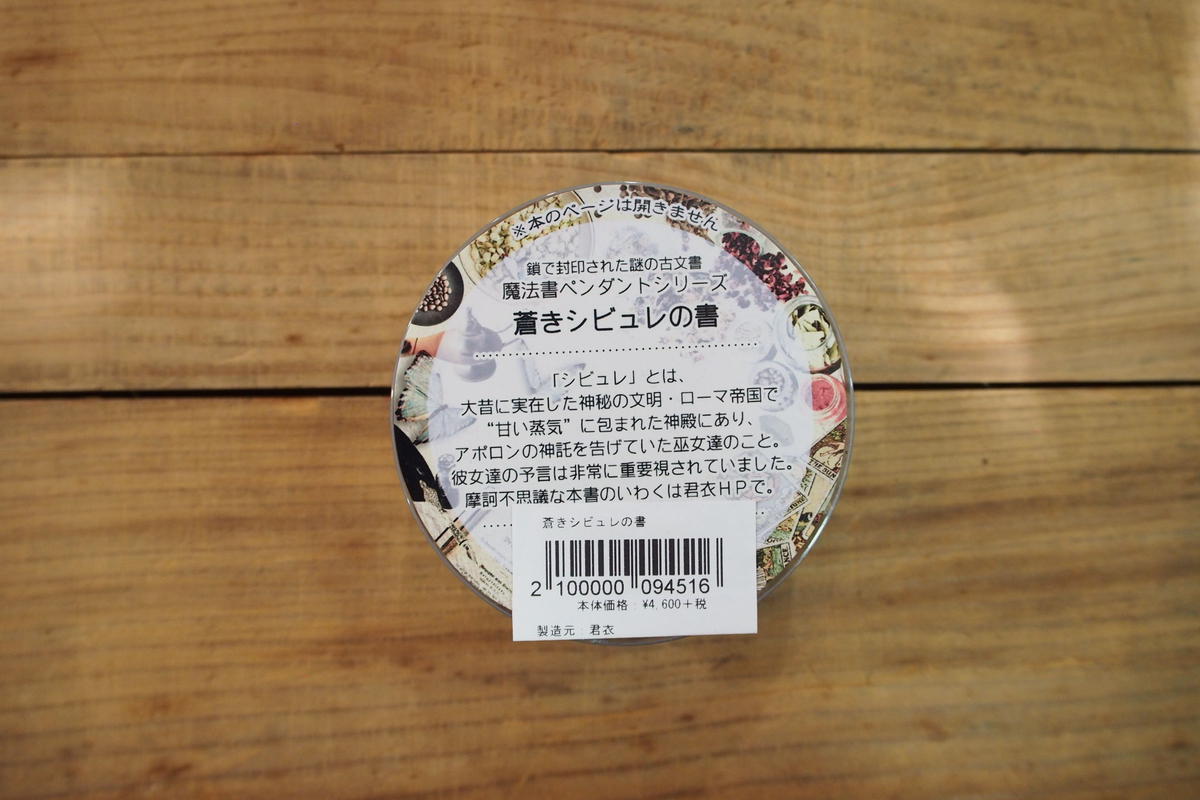 ※本のページは開きません
鎖で封印された謎の古文書
魔法書ペンダントシリーズ
蒼きシビュレの書
「シビュレ」とは、
大昔に実在した神秘の文明・ローマ帝国で
“甘い蒸気”に包まれた神殿にあり、
アポロンの神託を告げていた巫女達のこと。
彼女達の予言は非常に重要視されていました。
摩訶不思議な本書のいわくは君衣HPで。
蒼きシビュレの書
2 100000 094516
本体価格:¥4,600+税
製造元:君衣